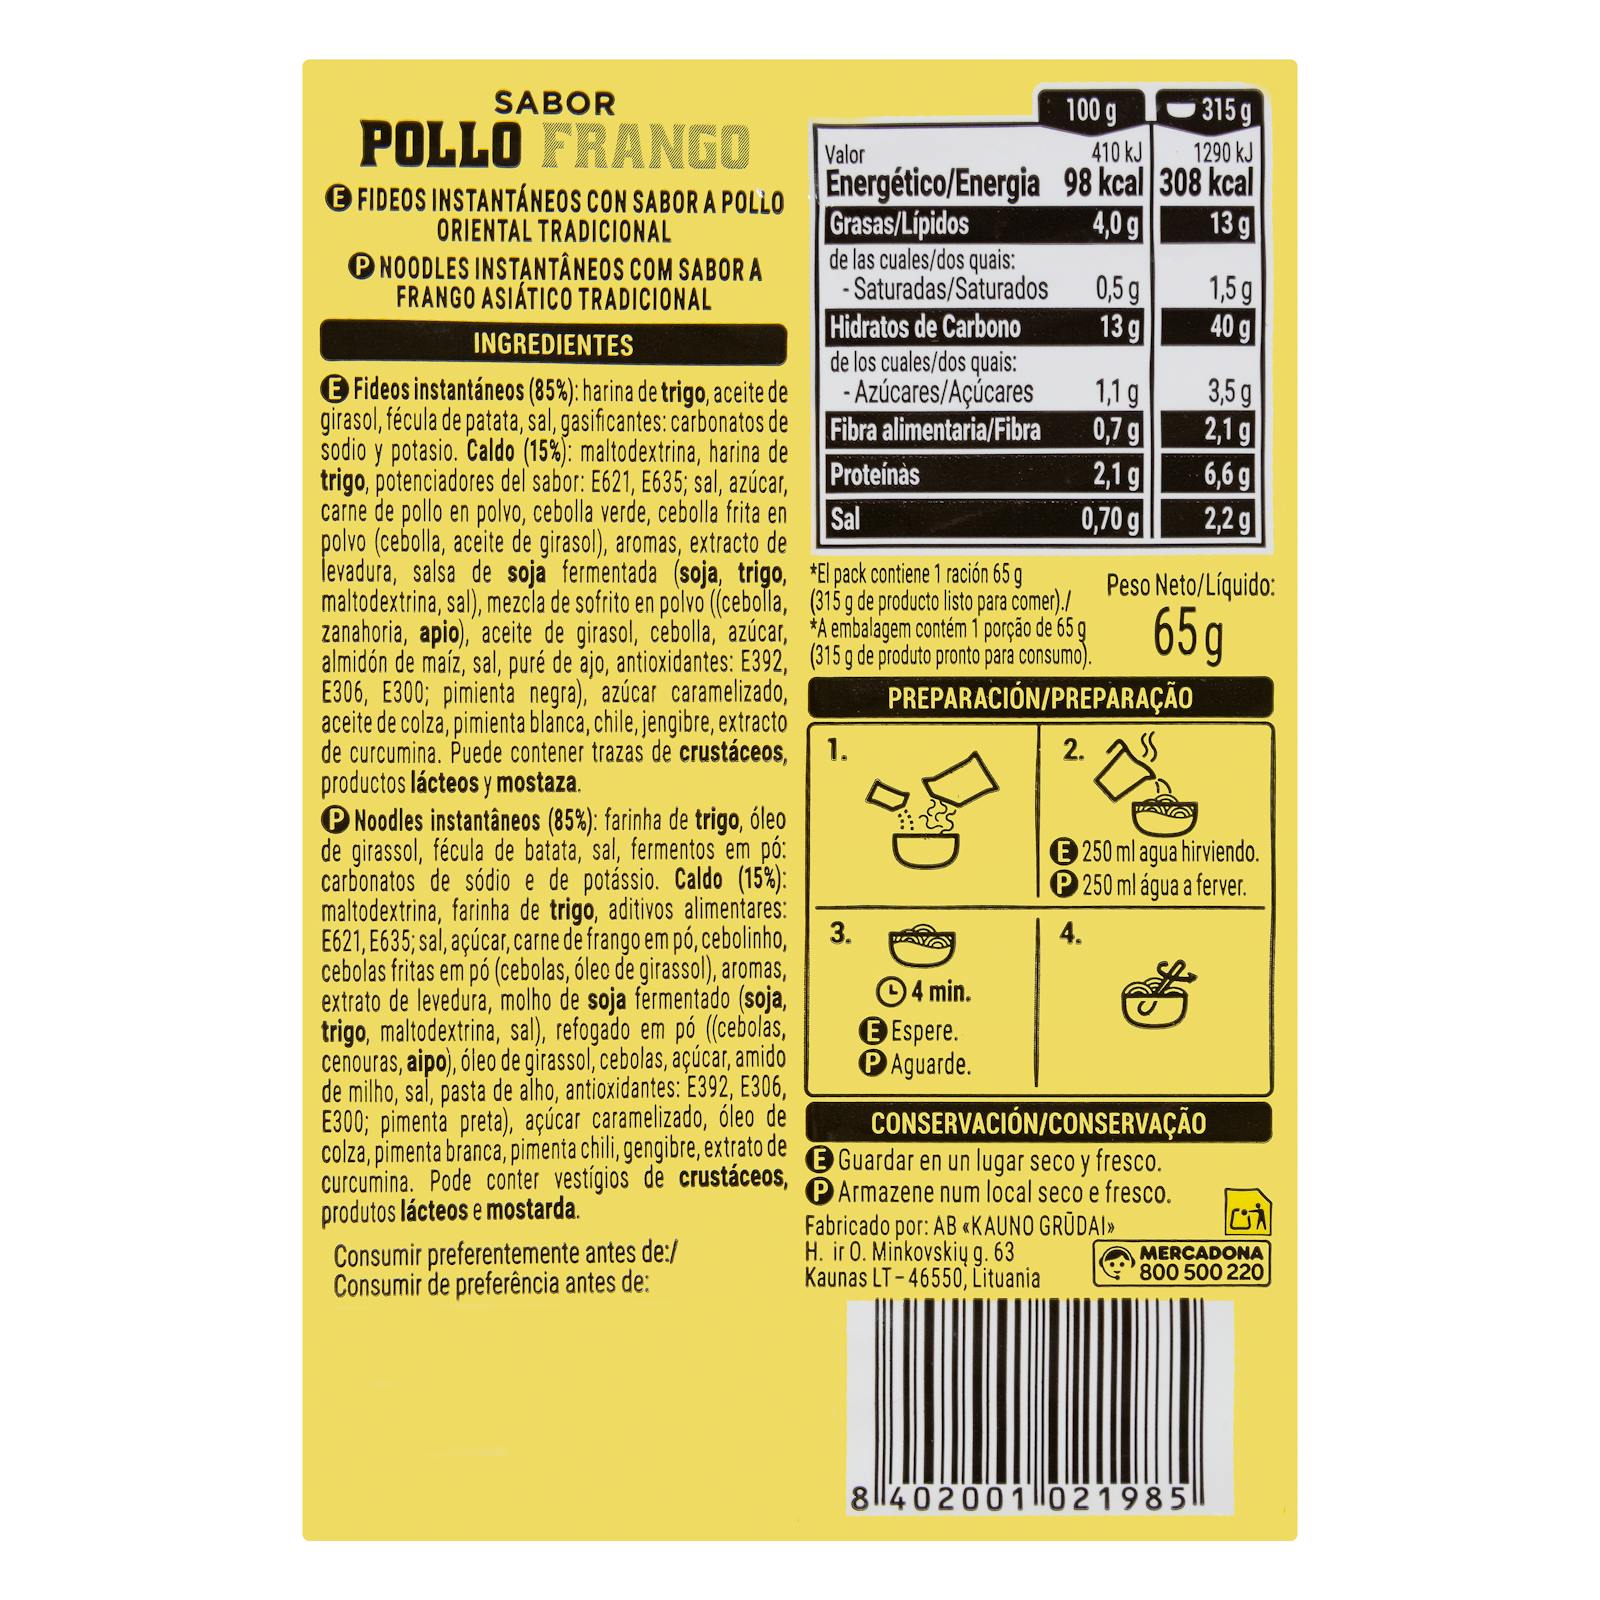 SABOR
POLLO FRANGO
E FIDEOS INSTANTÁNEOS CON SABOR A POLLO
ORIENTAL TRADICIONAL
P NOODLES INSTANTÂNEOS COM SABOR A
FRANGO ASIÁTICO TRADICIONAL
INGREDIENTES
E Fideos instantáneos (85%): harina de trigo, aceite de
girasol, fécula de patata, sal, gasificantes: carbonatos de
sodio y potasio. Caldo (15%): maltodextrina, harina de
trigo, potenciadores del sabor: E621, E635; sal, azúcar,
carne de pollo en polvo, cebolla verde, cebolla frita en
polvo (cebolla, aceite de girasol), aromas, extracto de
levadura, salsa de soja fermentada (soja, trigo,
maltodextrina, sal), mezcla de sofrito en polvo ((cebolla,
zanahoria, apio), aceite de girasol, cebolla, azúcar,
almidón de maíz, sal, puré de ajo, antioxidantes: E392,
E306, E300; pimienta negra), azúcar caramelizado,
aceite de colza, pimienta blanca, chile, jengibre, extracto
de curcumina. Puede contener trazas de crustáceos,
productos lácteos y mostaza.
P Noodles instantâneos (85%): farinha de trigo, óleo
de girassol, fécula de batata, sal, fermentos em pó:
carbonatos de sódio e de potássio. Caldo (15%):
maltodextrina, farinha de trigo, aditivos alimentares:
E621, E635; sal, açúcar, carne de frango em pó, cebolinho,
cebolas fritas em pó (cebolas, óleo de girassol), aromas,
extrato de levedura, molho de soja fermentado (soja,
trigo, maltodextrina, sal), refogado em pó ((cebolas,
cenouras, aipo), óleo de girassol, cebolas, açúcar, amido
de milho, sal, pasta de alho, antioxidantes: E392, E306,
E300; pimenta preta), açúcar caramelizado, óleo de
colza, pimenta branca, pimenta chili, gengibre, extrato de
curcumina. Pode conter vestígios de crustáceos,
produtos lácteos e mostarda.
Consumir preferentemente antes de:/
Consumir de preferência antes de:
100 g 315 g
Valor 410 kJ 1290 kJ
Energético/Energia 98 kcal 308 kcal
Grasas/Lípidos 4,0 g 13 g
de las cuales/dos quais:
- Saturadas/Saturados 0,5 g 1,5 g
Hidratos de Carbono 13 g 40 g
de los cuales/dos quais:
- Azúcares/Açúcares 1,1 g 3,5 g
Fibra alimentaria/Fibra 0,7 g 2,1 g
Proteínas 2,1 g 6,6 g
Sal 0,70 g 2,2 g
*El pack contiene 1 ración 65 g
(315 g de producto listo para comer)./
*A embalagem contém 1 porção de 65 g
(315 g de produto pronto para consumo).
Peso Neto/Líquido:
65 g
PREPARACIÓN/PREPARAÇÃO
1.
2.
E 250 ml agua hirviendo.
P 250 ml água a ferver.
3.
4 min.
E Espere.
P Aguarde.
4.
CONSERVACIÓN/CONSERVAÇÃO
E Guardar en un lugar seco y fresco.
P Armazene num local seco e fresco.
Fabricado por: AB «KAUNO GRŪDAI»
H. ir O. Minkovskių g. 63
Kaunas LT-46550, Lituania
MERCADONA
800 500 220
8 402001 021985